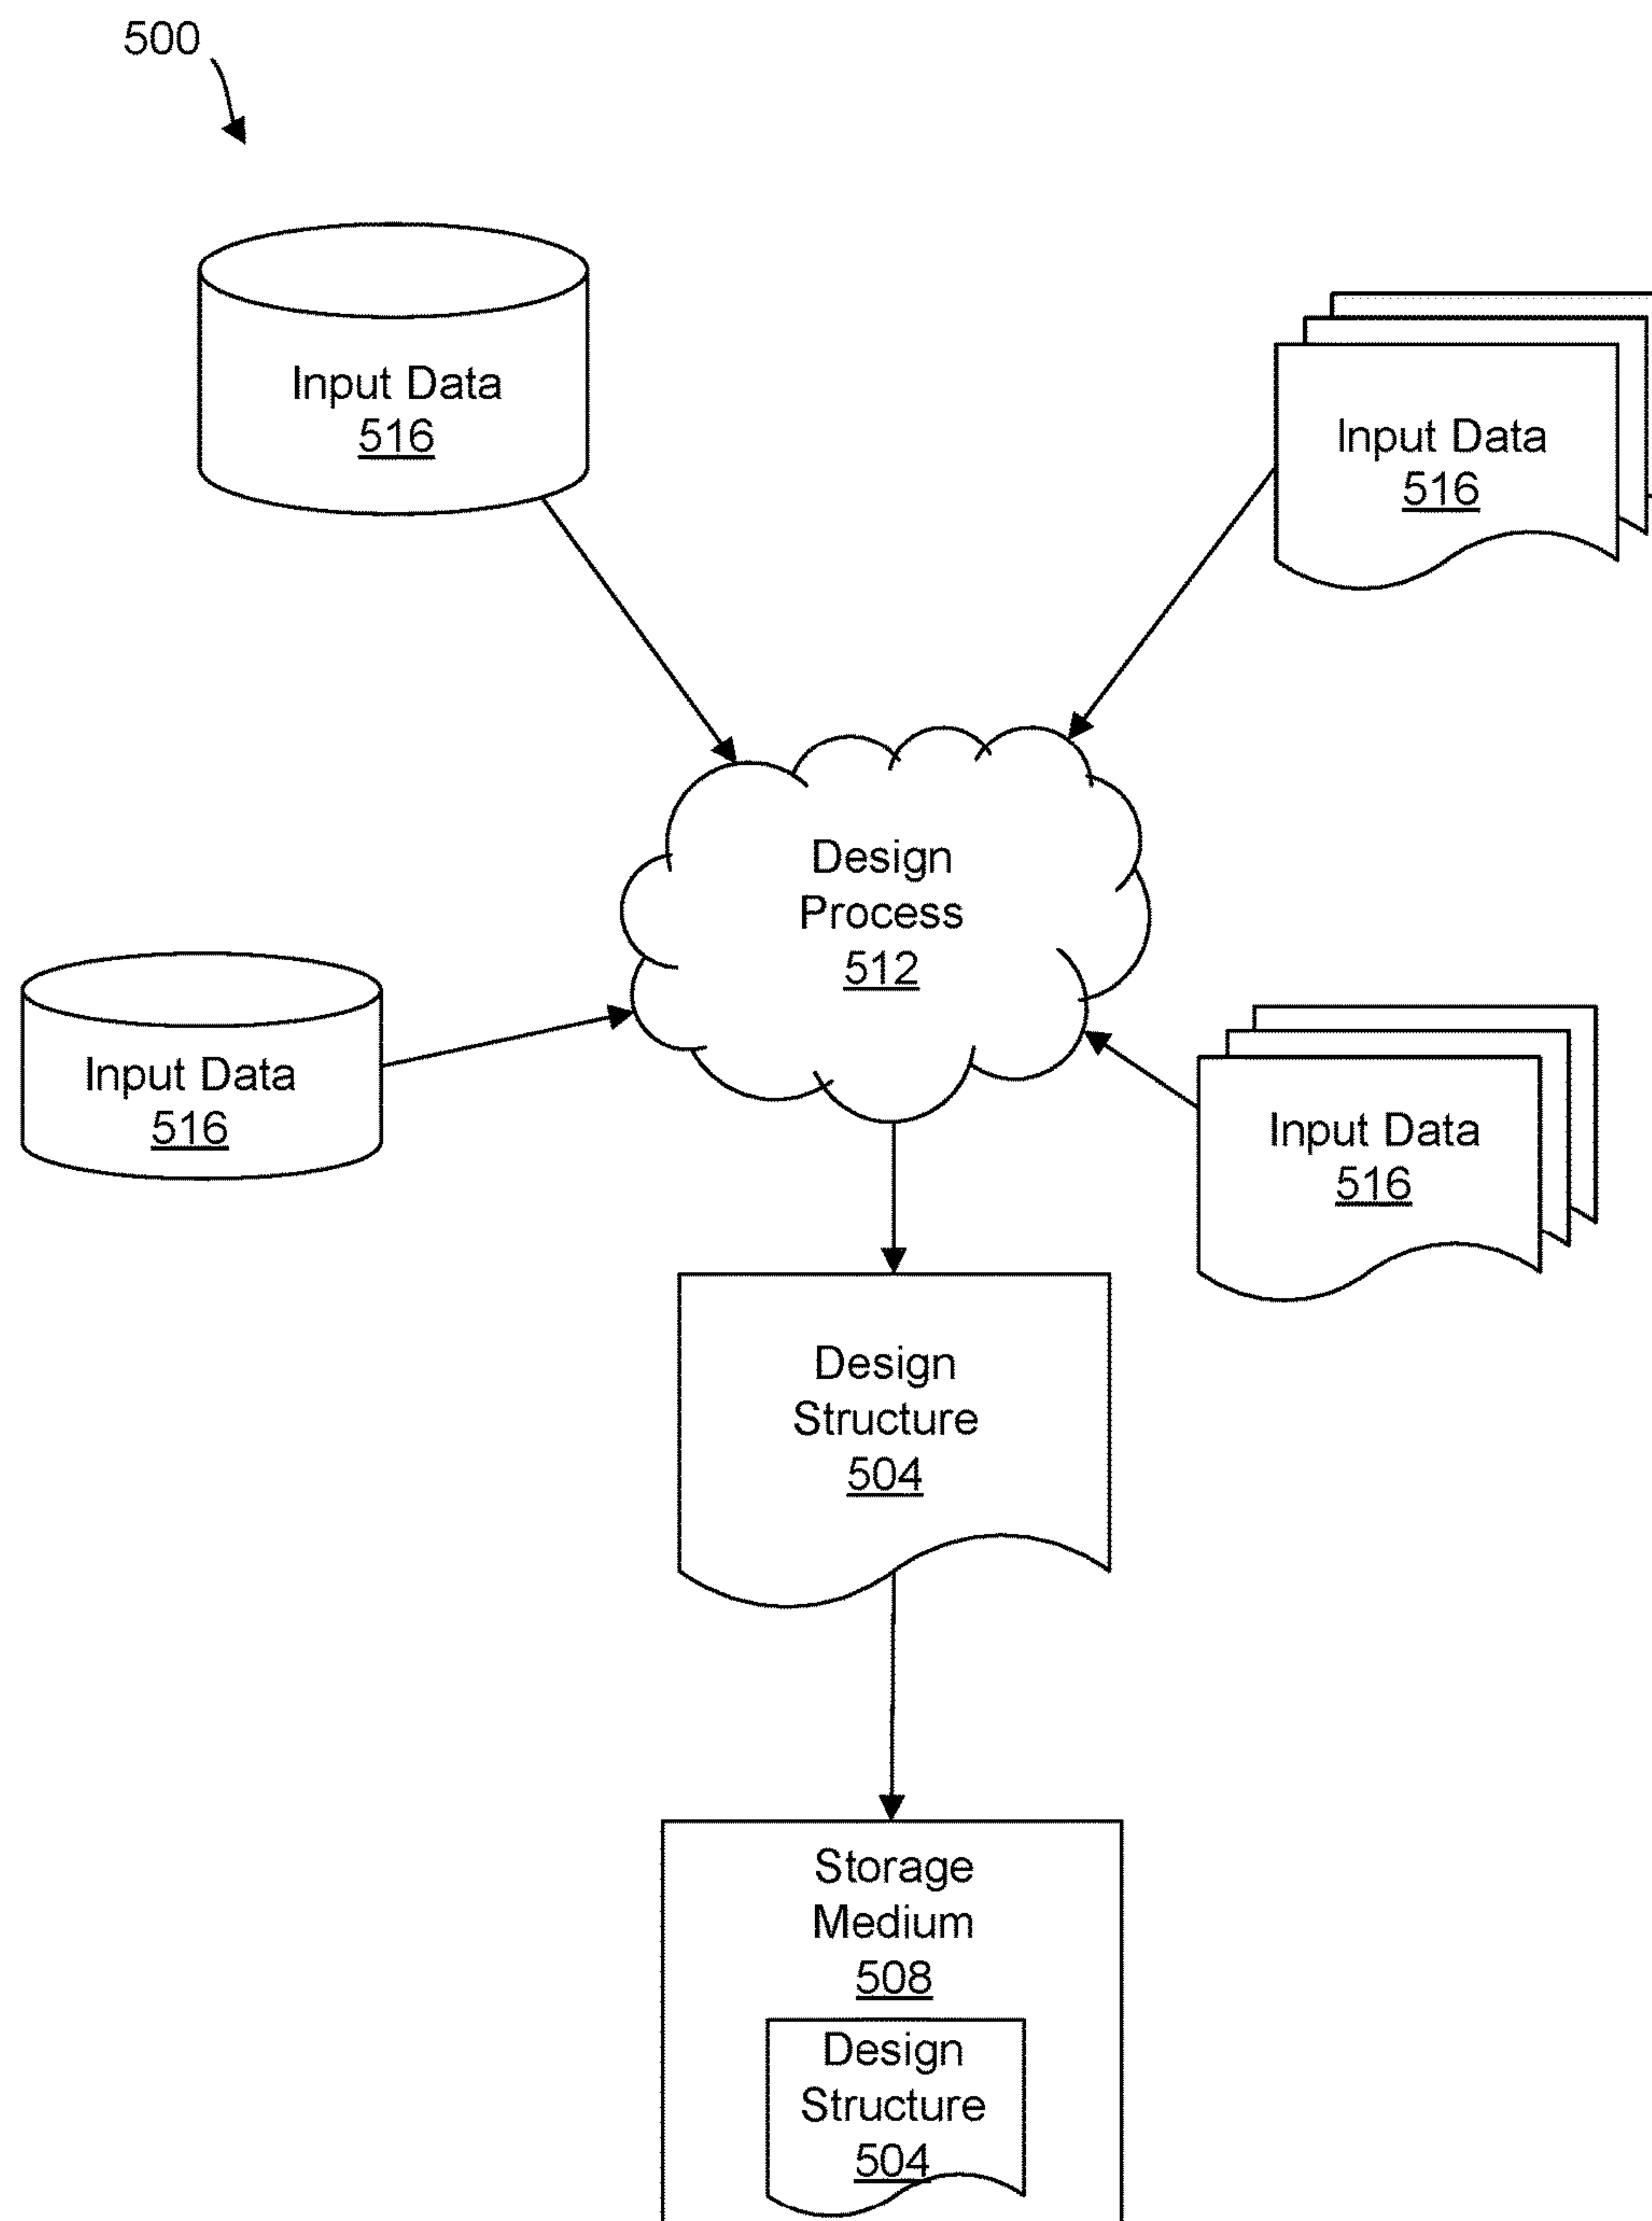 500
Input Data
516
Input Data
516
Design
Process
512
Input Data
516
Input Data
516
Design
Structure
504
Storage
Medium
508
Design
Structure
504